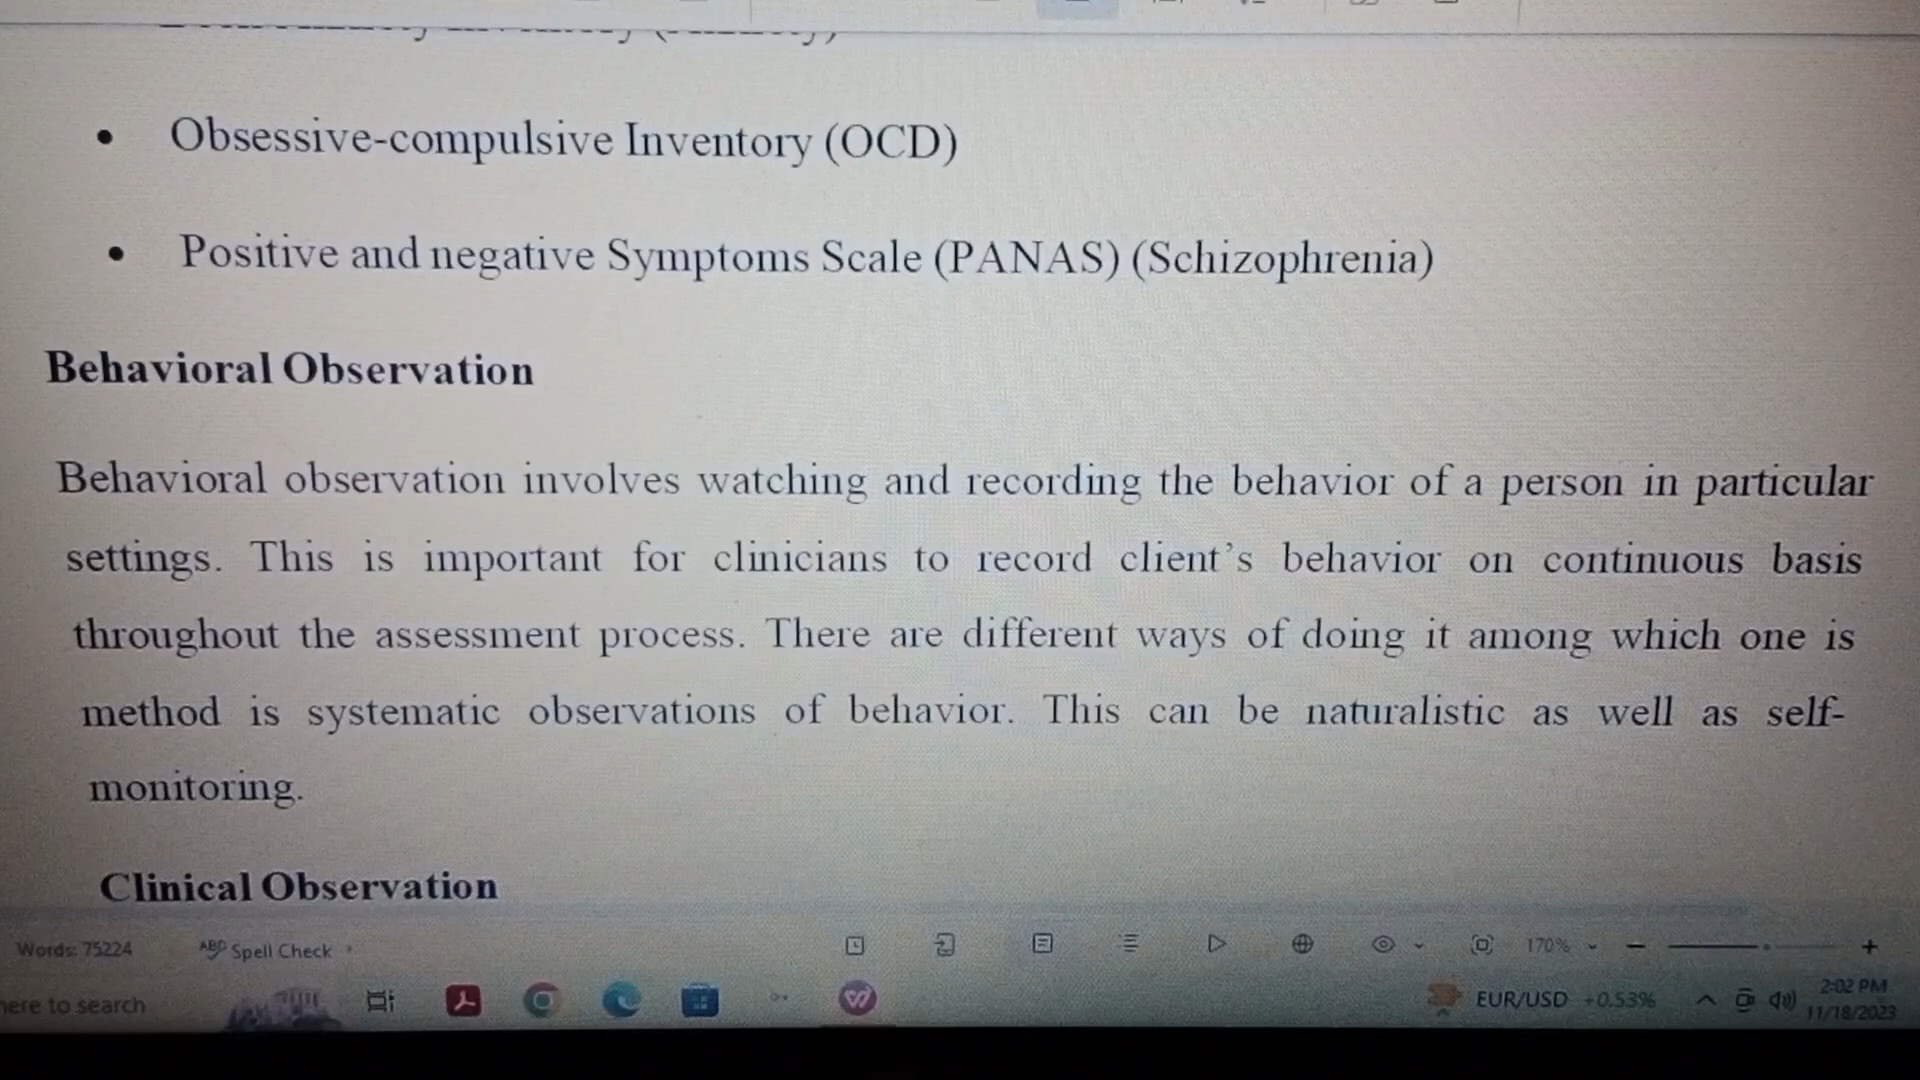 Obsessive-compulsive Inventory (OCD)
Positive and negative Symptoms Scale (PANAS) (Schizophrenia)
Behavioral Observation
Behavioral observation involves watching and recording the behavior of a person in particular
settings. This is important for clinicians to record client's behavior on continuous basis
throughout the assessment process. There are different ways of doing it among which one is
method is systematic observations of behavior. This can be naturalistic as well as self-
monitoring.
Clinical Observation
Words: 75224 Spell Check 170%
here to search EUR/USD +0.53% 2:02 PM
11/18/2023